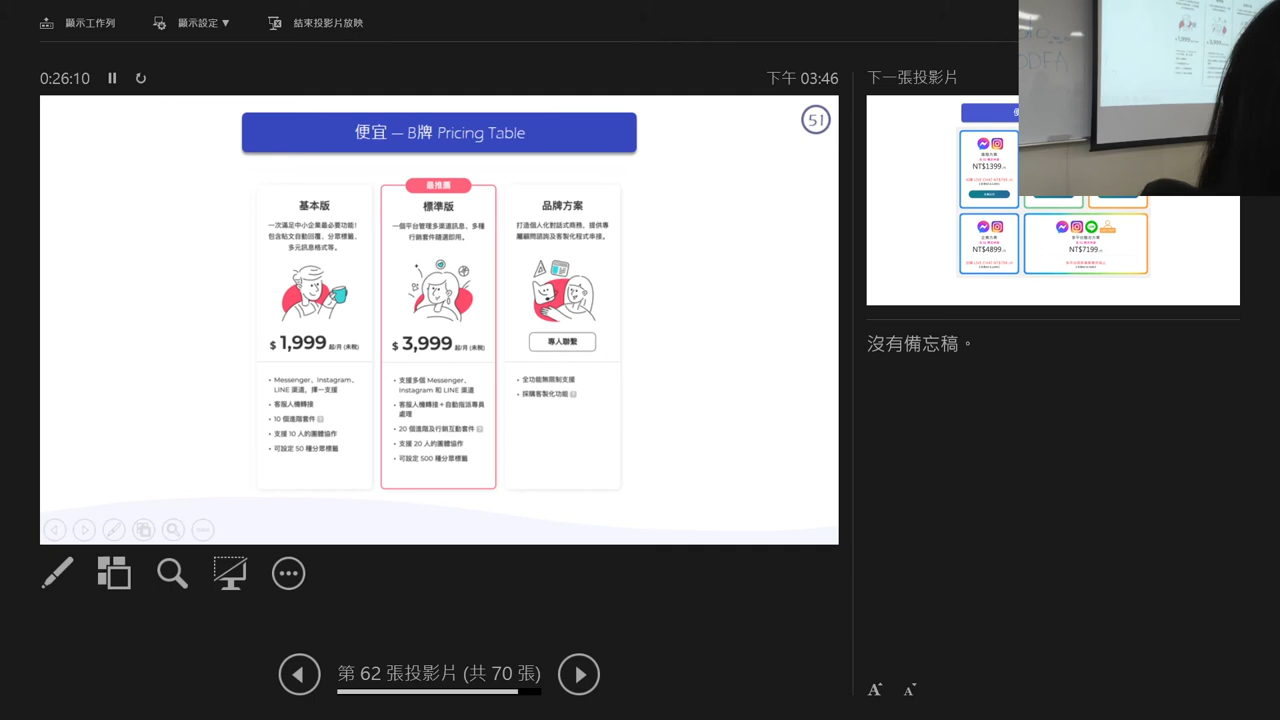 顯示工作列
顯示設定 ▼
結束投影片放映
0:26:10
下午 03:46
下一張投影片
便宜 — B牌 Pricing Table
51
基本版
一次滿足中小企業最必要功能!
包含貼文自動回覆、分眾標籤、
多元訊息格式等。
$ 1,999 起/月 (未稅)
• Messenger、Instagram、
LINE 渠道,擇一支援
• 客服人機轉接
• 10 個進階套件 ?
• 支援 10 人的團體協作
• 可設定 50 種分眾標籤
最推薦
標準版
一個平台管理多渠道訊息、多種
行銷套件隨選即用。
$ 3,999 起/月 (未稅)
• 支援多個 Messenger、
Instagram 和 LINE 渠道
• 客服人機轉接+自動指派專員
處理
• 20 個進階及行銷互動套件 ?
• 支援 20 人的團體協作
• 可設定 500 種分眾標籤
品牌方案
打造個人化對話式商務,提供專
屬顧問諮詢及客製化程式串接。
專人聯繫
• 全功能無限制支援
• 採購客製化功能 ?
NT$1399
NT$4899
NT$7199
沒有備忘稿。
第 62 張投影片 (共 70 張)
A
A